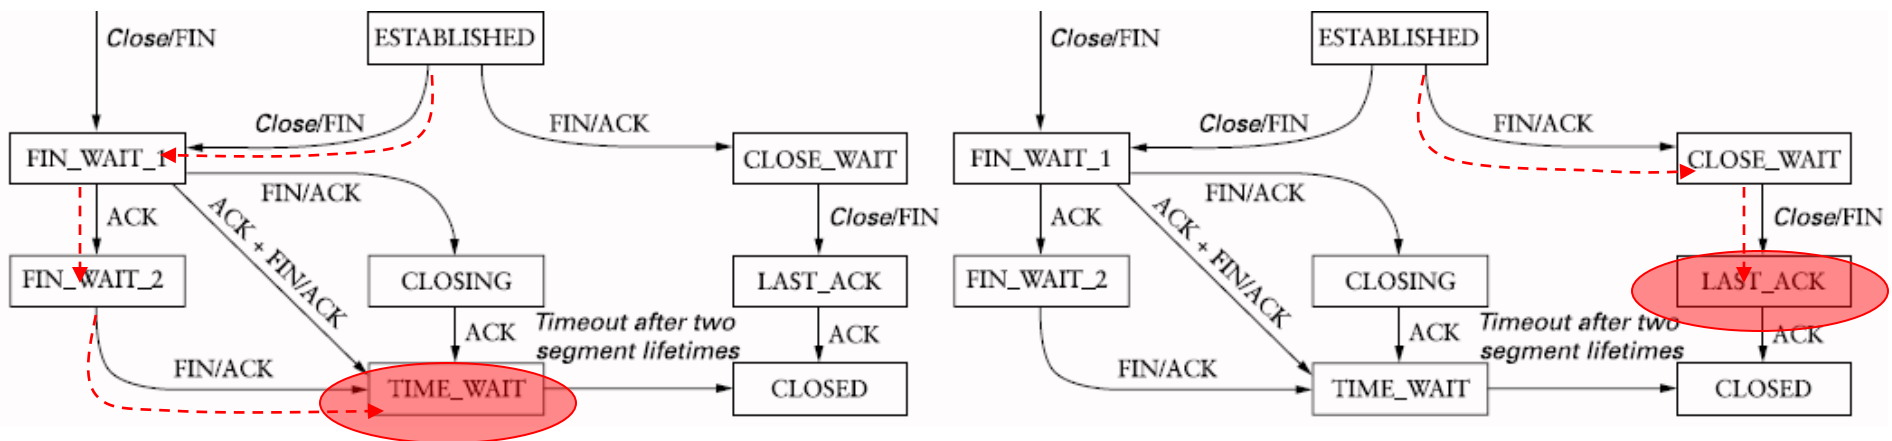 Close/FIN
ESTABLISHED
Close/FIN
FIN/ACK
FIN_WAIT_1
CLOSE_WAIT
FIN/ACK
ACK
ACK + FIN/ACK
Close/FIN
FIN_WAIT_2
CLOSING
LAST_ACK
ACK
Timeout after two
segment lifetimes
ACK
FIN/ACK
TIME_WAIT
CLOSED
Close/FIN
ESTABLISHED
Close/FIN
FIN/ACK
FIN_WAIT_1
CLOSE_WAIT
FIN/ACK
ACK
ACK + FIN/ACK
Close/FIN
FIN_WAIT_2
CLOSING
LAST_ACK
ACK
Timeout after two
segment lifetimes
ACK
FIN/ACK
TIME_WAIT
CLOSED